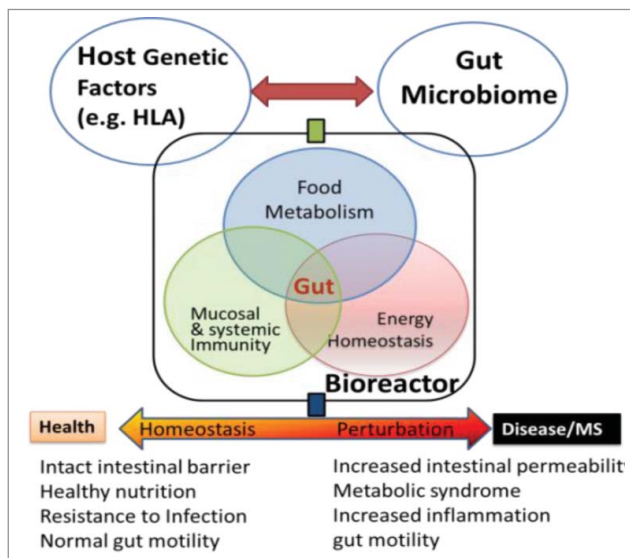 Host Genetic
Factors
(e.g. HLA)
Gut
Microbiome
Food
Metabolism
Gut
Mucosal
& systemic
Immunity
Energy
Homeostasis
Bioreactor
Health
Homeostasis
Perturbation
Disease/MS
Intact intestinal barrier
Healthy nutrition
Resistance to Infection
Normal gut motility
Increased intestinal permeabilit
Metabolic syndrome
Increased inflammation
gut motility